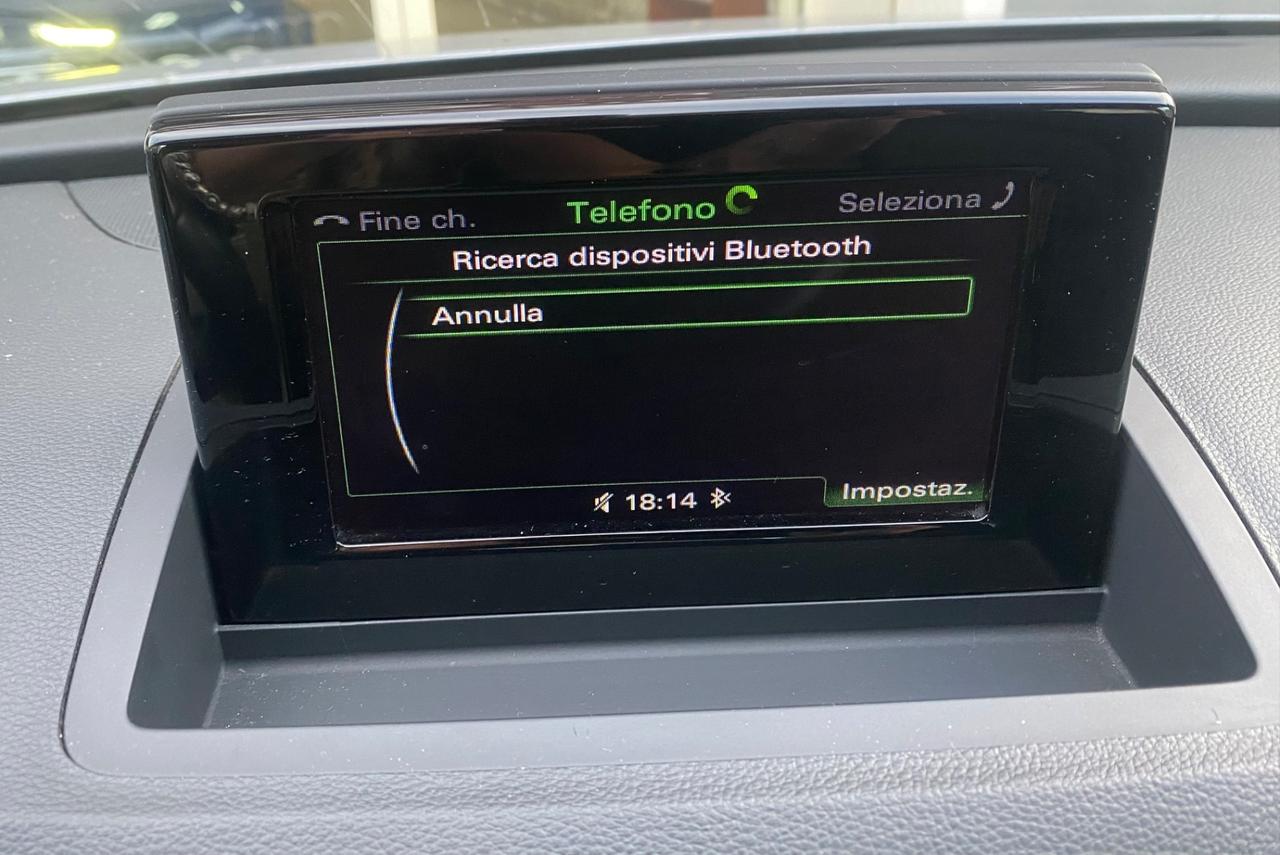 Fine ch. Telefono Seleziona
Ricerca dispositivi Bluetooth
Annulla
18:14 Impostaz.